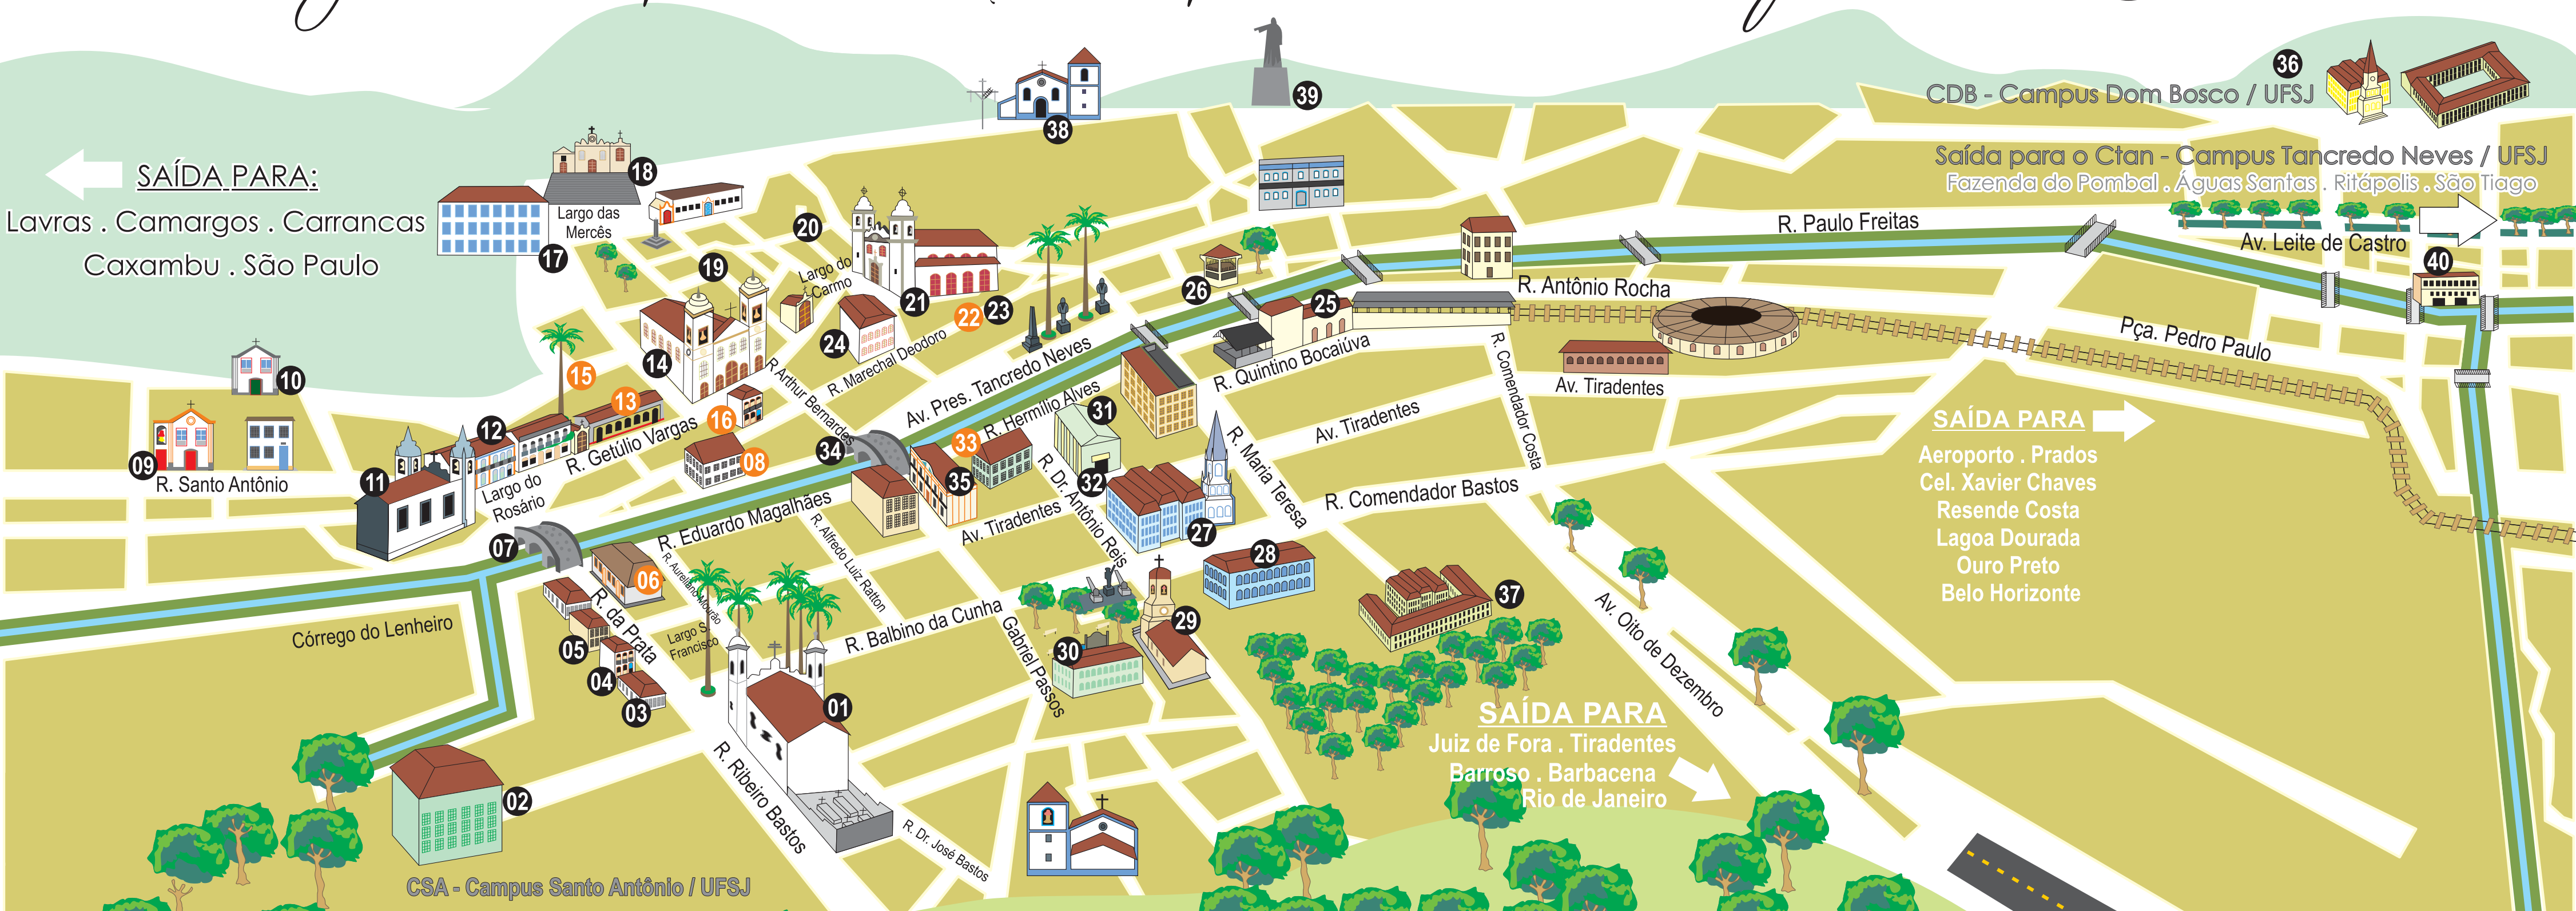 36
CDB - Campus Dom Bosco / UFSJ
Saída para o Ctan - Campus Tancredo Neves / UFSJ
Fazenda do Pombal . Águas Santas . Ritápolis . São Tiago
Av. Leite de Castro
40
39
38
R. Paulo Freitas
SAÍDA PARA:
Lavras . Camargos . Carrancas
Caxambu . São Paulo
18
Largo das
Mercês
17
20
19
Largo do
Carmo
21
22
23
26
25
R. Antônio Rocha
Pça. Pedro Paulo
24
R. Marechal Deodoro
14
15
13
16
R Arthur Bernardes
Av. Pres. Tancredo Neves
R. Quintino Bocaiúva
R. Comendador Costa
Av. Tiradentes
10
09
R. Santo Antônio
12
11
R. Getúlio Vargas
Largo do
Rosário
08
34
33
R. Hermílio Alves
31
35
32
R. Dr. Antônio Reis
Av. Tiradentes
R. Maria Teresa
Av. Tiradentes
R. Comendador Bastos
27
28
SAÍDA PARA
Aeroporto . Prados
Cel. Xavier Chaves
Resende Costa
Lagoa Dourada
Ouro Preto
Belo Horizonte
07
R. Eduardo Magalhães
R. Alfredo Luiz Ratton
R. Aureliano Mourão
06
R. da Prata
Córrego do Lenheiro
Largo S.
Francisco
05
04
03
R. Balbino da Cunha
Gabriel Passos
29
30
37
Av. Oito de Dezembro
01
02
R. Ribeiro Bastos
R. Dr. José Bastos
SAÍDA PARA
Juiz de Fora . Tiradentes
Barroso . Barbacena
Rio de Janeiro
CSA - Campus Santo Antônio / UFSJ